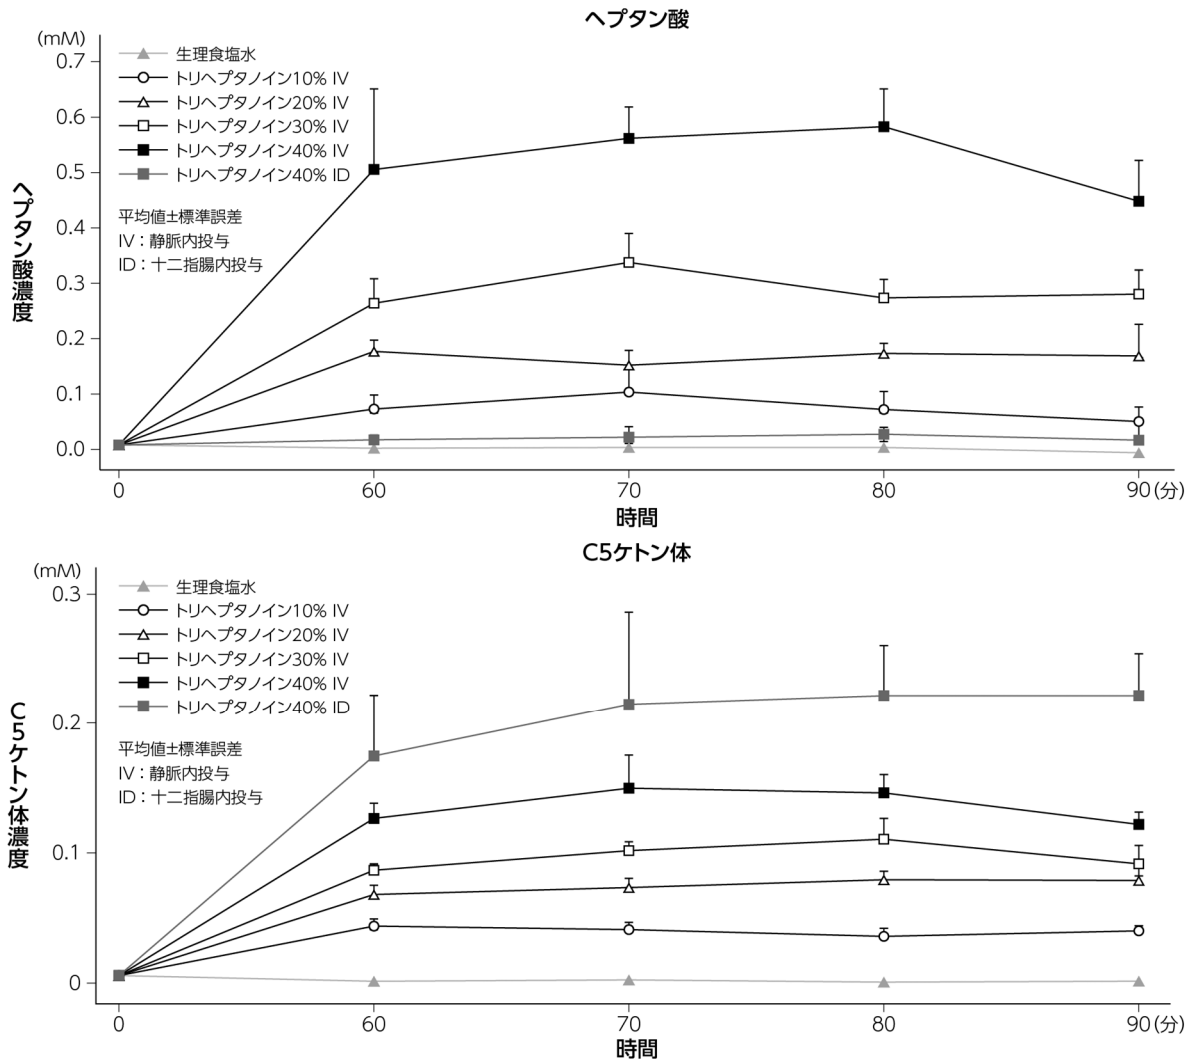 ヘプタン酸
(mM)
0.7
0.6
0.5
0.4
0.3
0.2
0.1
0.0
ヘプタン酸濃度
生理食塩水
トリヘプタノイン10% IV
トリヘプタノイン20% IV
トリヘプタノイン30% IV
トリヘプタノイン40% IV
トリヘプタノイン40% ID
平均値±標準誤差
IV:静脈内投与
ID:十二指腸内投与
0 60 70 80 90(分)
時間
C5ケトン体
(mM)
0.3
0.2
0.1
0
C5ケトン体濃度
生理食塩水
トリヘプタノイン10% IV
トリヘプタノイン20% IV
トリヘプタノイン30% IV
トリヘプタノイン40% IV
トリヘプタノイン40% ID
平均値±標準誤差
IV:静脈内投与
ID:十二指腸内投与
0 60 70 80 90(分)
時間